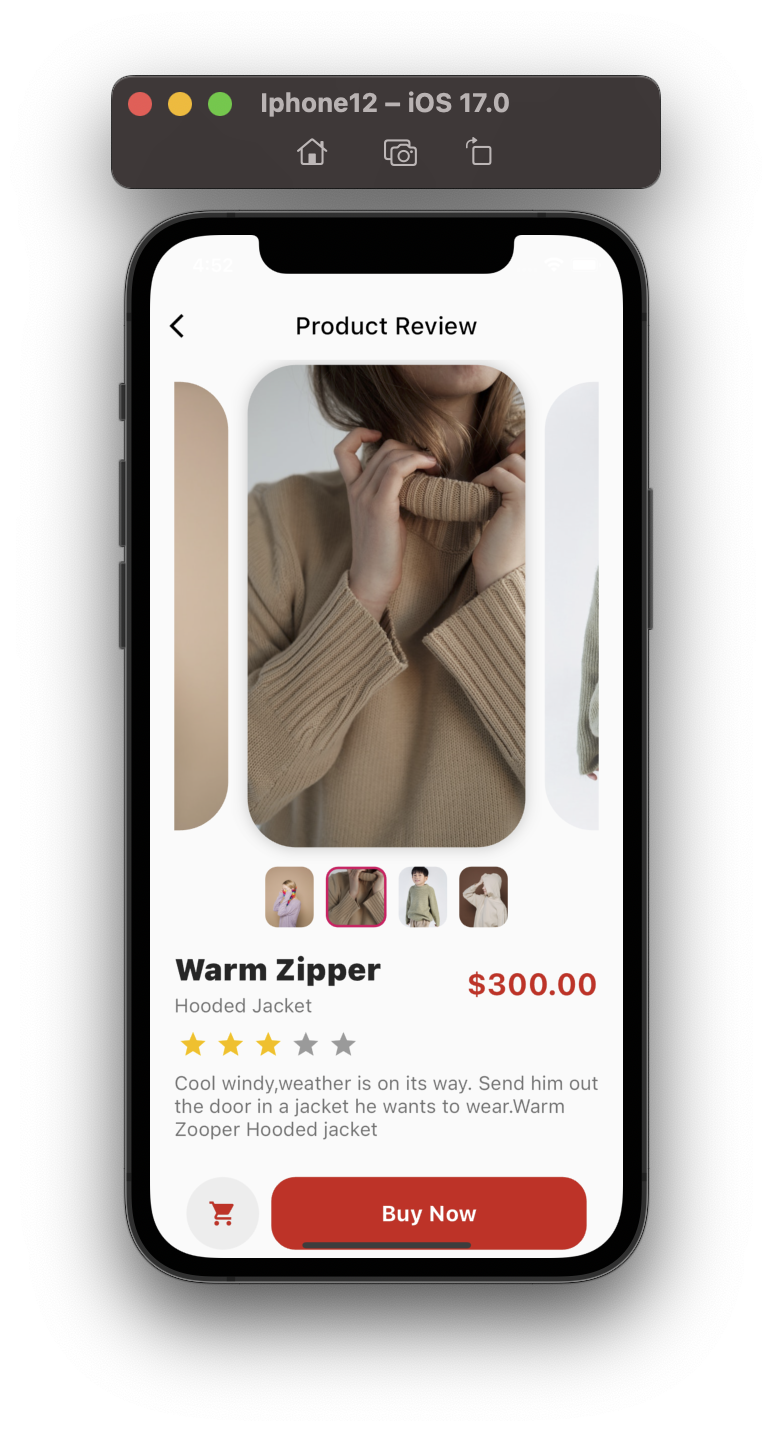 Iphone12 – iOS 17.0
4:52
Product Review
Warm Zipper
$300.00
Hooded Jacket
Cool windy,weather is on its way. Send him out
the door in a jacket he wants to wear.Warm
Zooper Hooded jacket
Buy Now